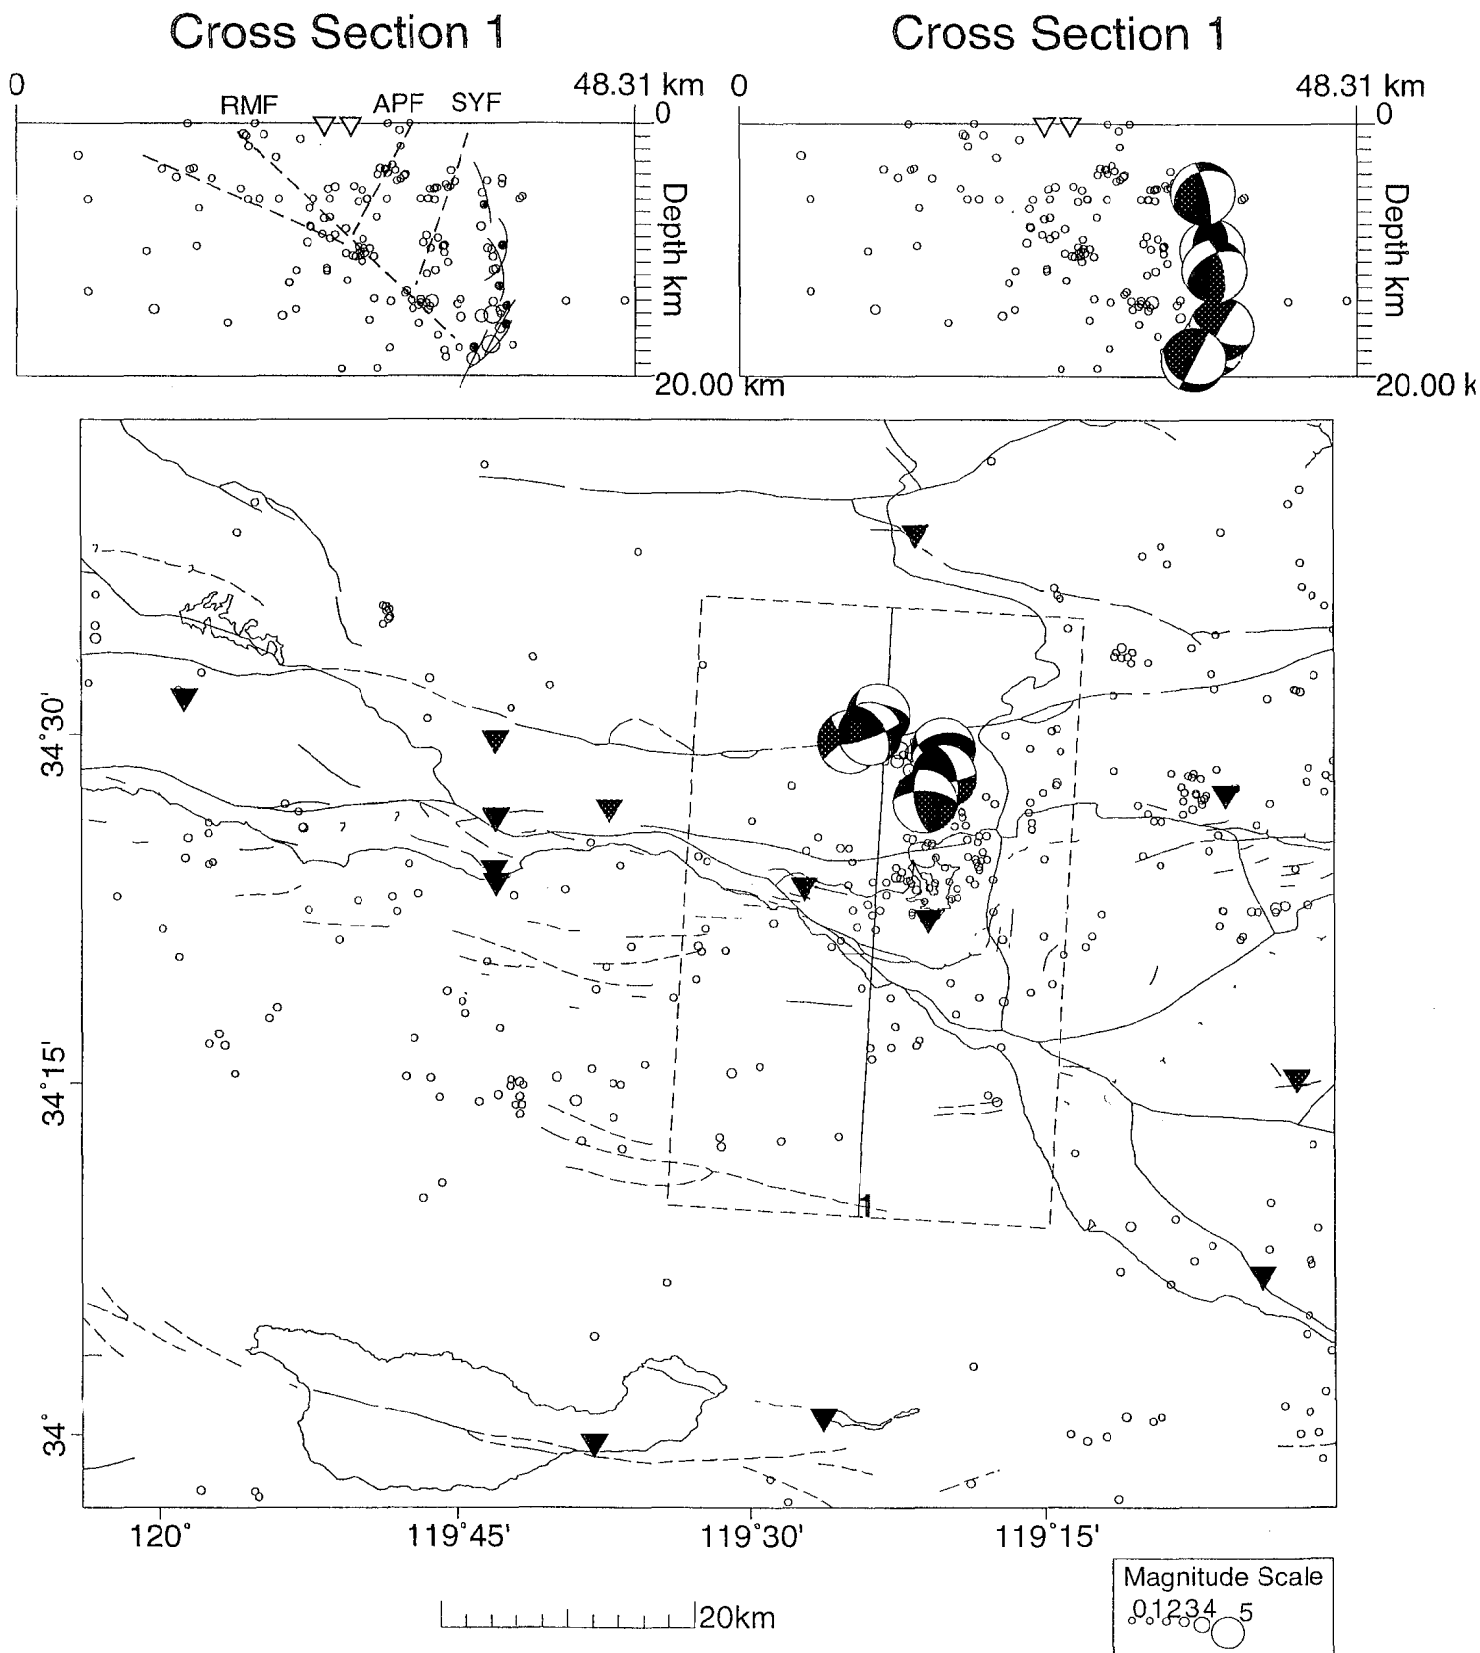 Cross Section 1
Cross Section 1
0 48.31 km
0 48.31 km
RMF APF SYF 0
0
Depth km
Depth km
20.00 km
20.00 k
34°30'
34°15'
34°
?
?
?
1
120° 119°45' 119°30' 119°15'
20km
Magnitude Scale
0 1 2 3 4 5